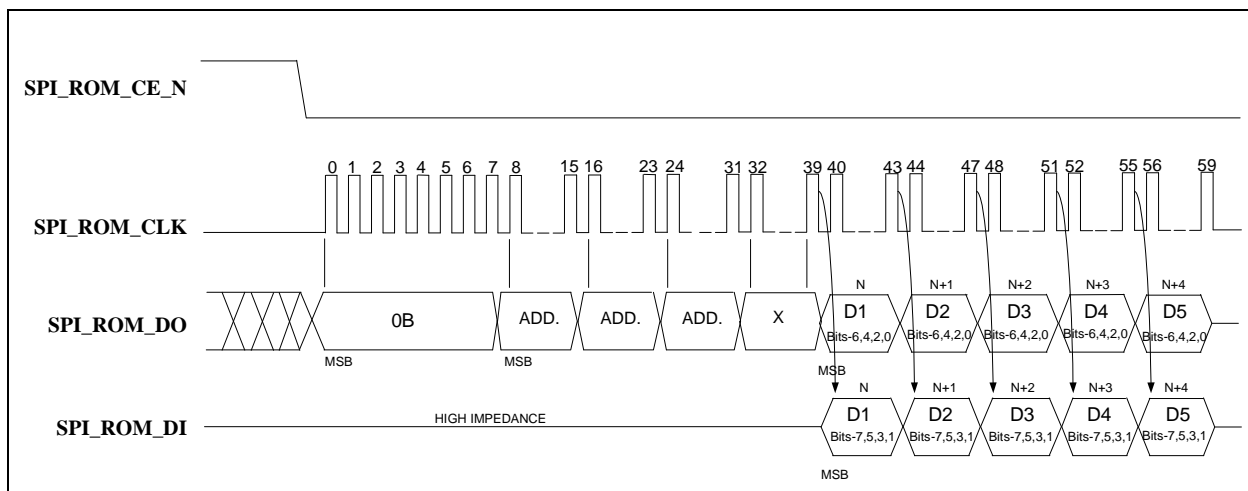 SPI_ROM_CE_N
0 1 2 3 4 5 6 7 8 15 16 23 24 31 32 39 40 43 44 47 48 51 52 55 56 59
SPI_ROM_CLK
N N+1 N+2 N+3 N+4
SPI_ROM_DO
0B ADD. ADD. ADD. X D1 D2 D3 D4 D5
Bits-6,4,2,0 Bits-6,4,2,0 Bits-6,4,2,0 Bits-6,4,2,0 Bits-6,4,2,0
MSB MSB MSB
N N+1 N+2 N+3 N+4
HIGH IMPEDANCE
SPI_ROM_DI
D1 D2 D3 D4 D5
Bits-7,5,3,1 Bits-7,5,3,1 Bits-7,5,3,1 Bits-7,5,3,1 Bits-7,5,3,1
MSB